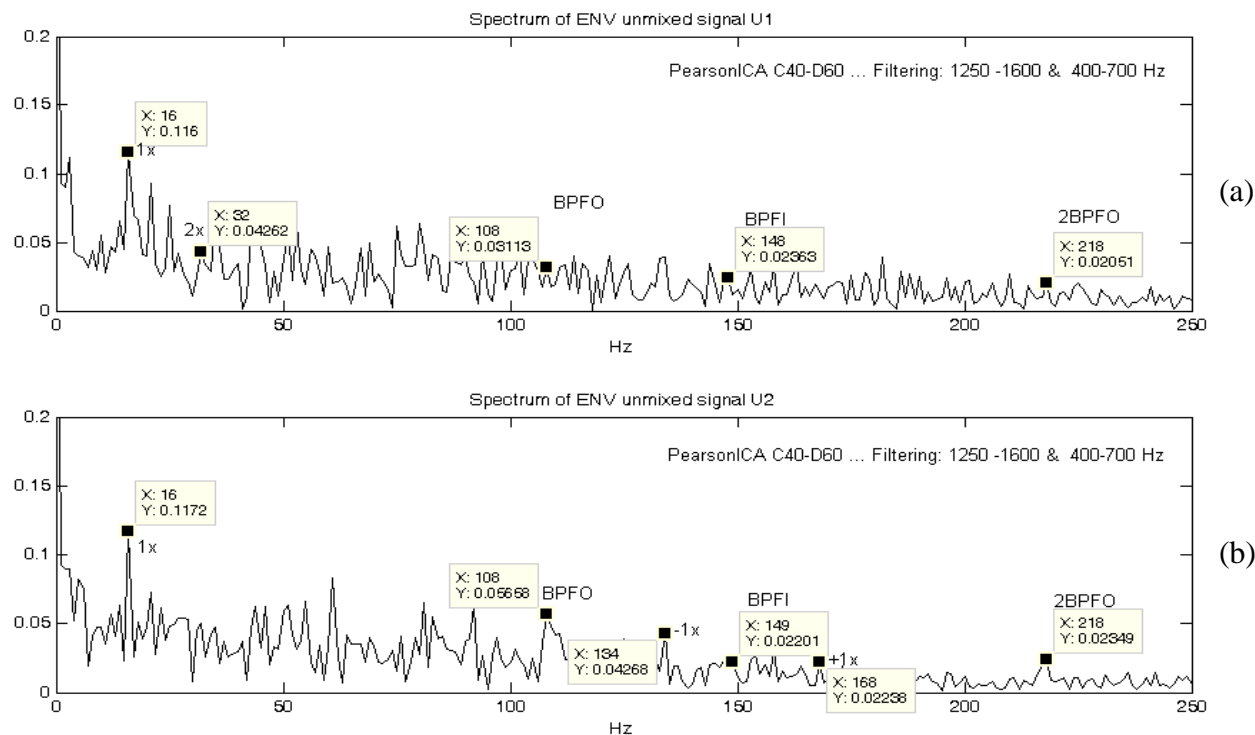 Spectrum of ENV unmixed signal U1
PearsonICA C40-D60 ... Filtering: 1250 -1600 & 400-700 Hz
0.2
0.15
0.1
0.05
0
X: 16
Y: 0.116
1x
2x
X: 32
Y: 0.04262
BPFO
X: 108
Y: 0.03113
BPFI
X: 148
Y: 0.02363
2BPFO
X: 218
Y: 0.02051
(a)
0
50
100
150
200
250
Hz
Spectrum of ENV unmixed signal U2
PearsonICA C40-D60 ... Filtering: 1250 -1600 & 400-700 Hz
0.2
0.15
0.1
0.05
0
X: 16
Y: 0.1172
1x
X: 108
Y: 0.05658
BPFO
X: 134
Y: 0.04268
-1x
BPFI
X: 149
Y: 0.02201
+1x
X: 168
Y: 0.02238
2BPFO
X: 218
Y: 0.02349
(b)
0
50
100
150
200
250
Hz